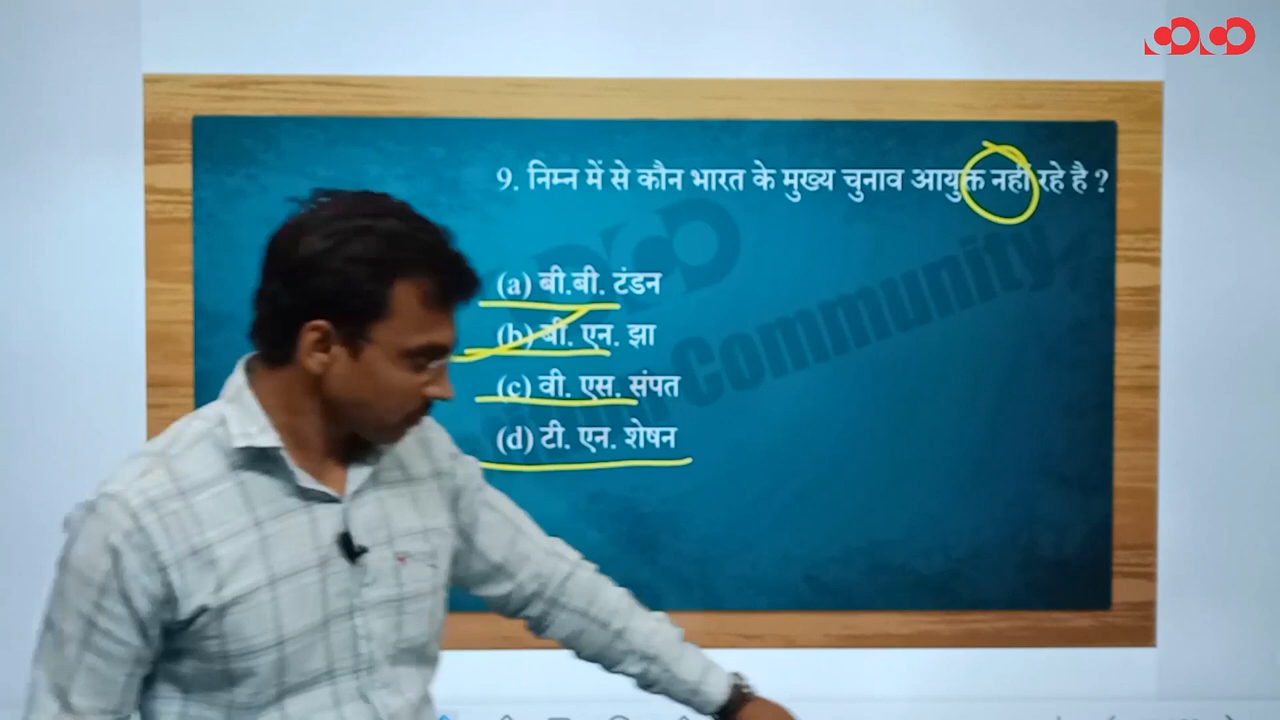 9. निम्न में से कौन भारत के मुख्य चुनाव आयुक्त नहीं रहे है ?
(a) बी.बी. टंडन
(b) बी. एन. झा
(c) वी. एस. संपत
(d) टी. एन. शेषन
Community